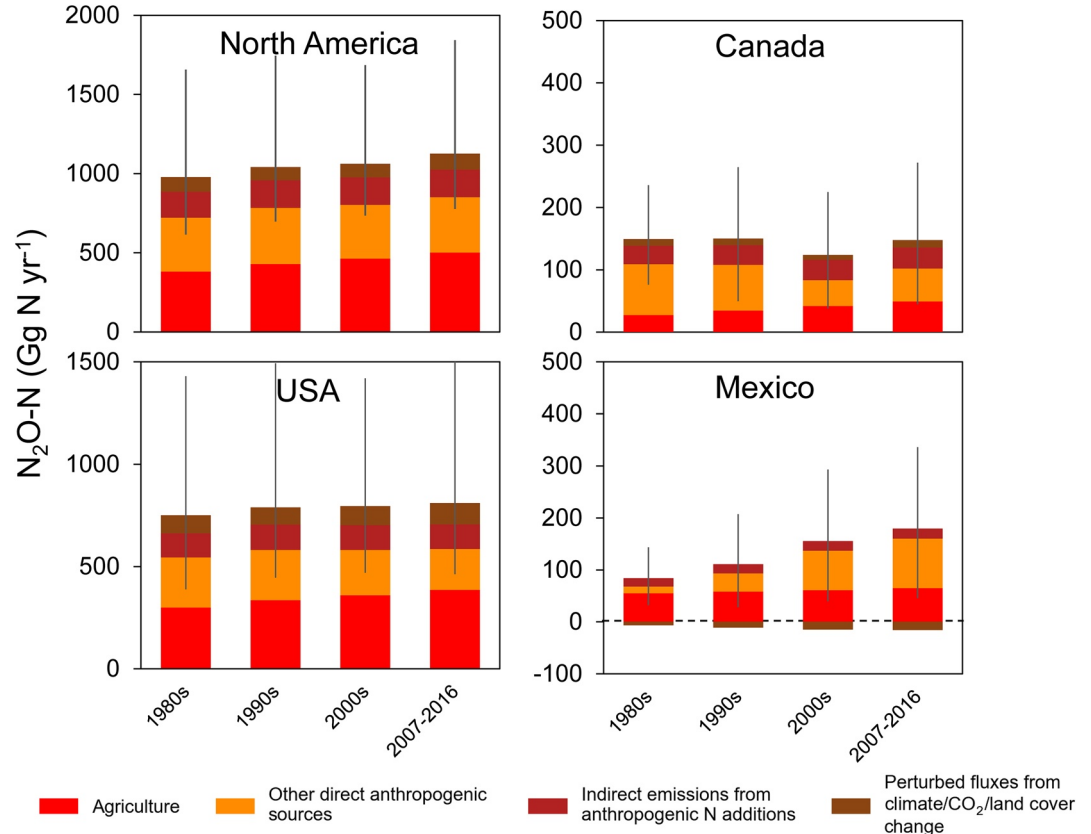 N₂O-N (Gg N yr⁻¹)
North America
2000
1500
1000
500
0
Canada
500
400
300
200
100
0
USA
1500
1000
500
0
1980s
1990s
2000s
2007-2016
Mexico
500
400
300
200
100
0
-100
1980s
1990s
2000s
2007-2016
Agriculture
Other direct anthropogenic
sources
Indirect emissions from
anthropogenic N additions
Perturbed fluxes from
climate/CO₂/land cover
change